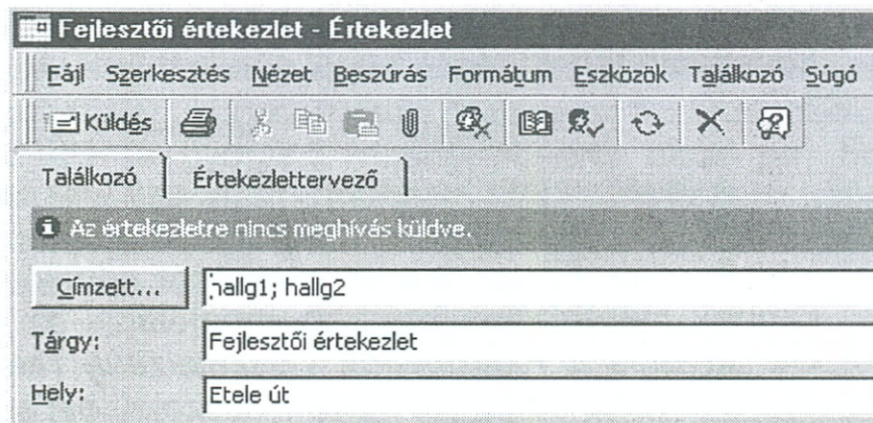 Fejlesztői értekezlet - Értekezlet
Fájl Szerkesztés Nézet Beszúrás Formátum Eszközök Találkozó Súgó
Küldés
Találkozó Értekezlettervező
Az értekezletre nincs meghívás küldve.
Címzett... hallg1; hallg2
Tárgy: Fejlesztői értekezlet
Hely: Etele út